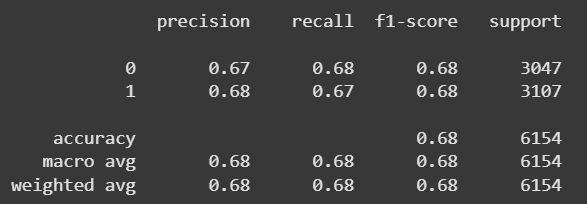 precision recall f1-score support
0 0.67 0.68 0.68 3047
1 0.68 0.67 0.68 3107
accuracy 0.68 6154
macro avg 0.68 0.68 0.68 6154
weighted avg 0.68 0.68 0.68 6154